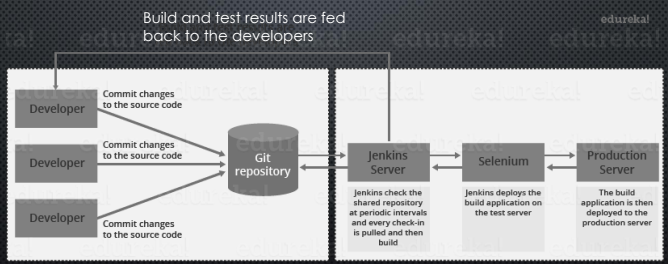 Build and test results are fed
back to the developers
edureka!
Developer
Commit changes
to the source code
Developer
Commit changes
to the source code
Developer
Commit changes
to the source code
Git
repository
Jenkins
Server
Selenium
Production
Server
Jenkins check the
shared repository
at periodic intervals
and every check-in
is pulled and then
build
Jenkins deploys the
build application on
the test server
The build
application is then
deployed to the
production server